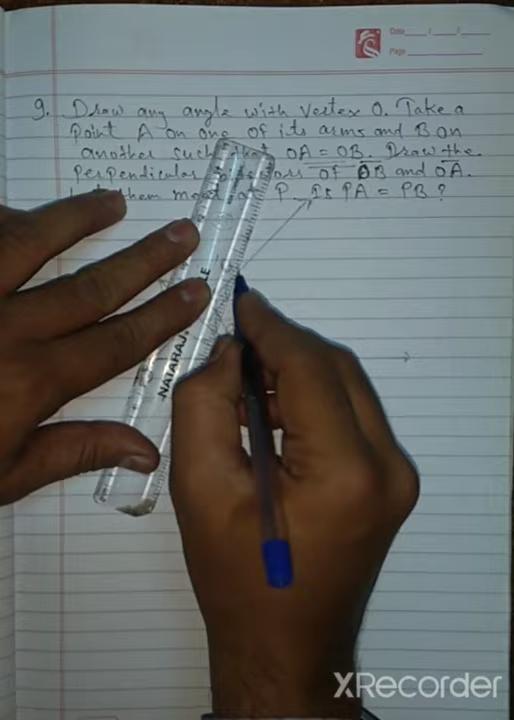 Date / /
Page
9. Draw any angle with vertex O. Take a
point A on one of its arms and B on
another such that OA = OB. Draw the
perpendicular of OB and OA.
them meet at P. Is PA = PB ?
NATARAJ
XRecorder